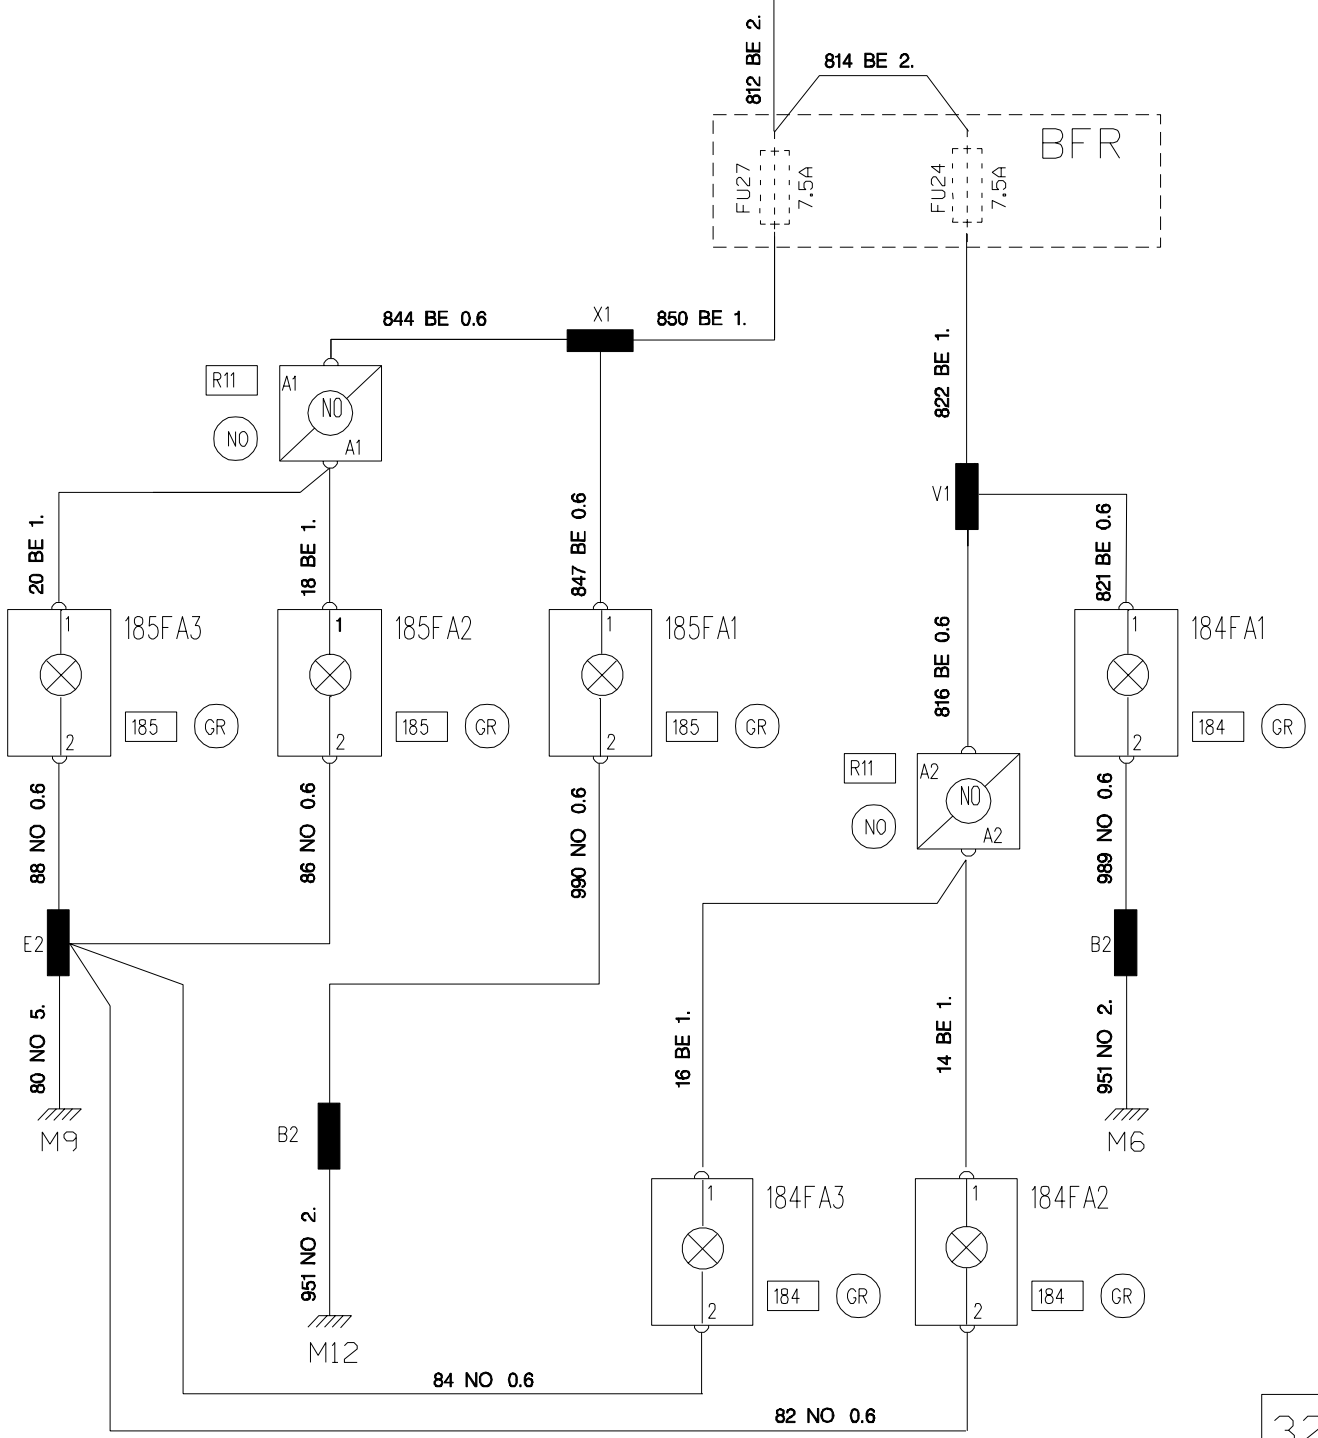 812 BE 2.
814 BE 2.
BFR
FU27
7.5A
FU24
7.5A
844 BE 0.6
X1
850 BE 1.
822 BE 1.
R11
A1
NO
A1
NO
V1
20 BE 1.
18 BE 1.
847 BE 0.6
821 BE 0.6
1
185FA3
1
185FA2
1
185FA1
1
184FA1
816 BE 0.6
2
185
GR
2
185
GR
2
185
GR
2
184
GR
R11
A2
NO
A2
NO
88 NO 0.6
86 NO 0.6
990 NO 0.6
989 NO 0.6
E2
B2
80 NO 5.
16 BE 1.
14 BE 1.
951 NO 2.
M9
B2
M6
1
184FA3
1
184FA2
951 NO 2.
2
184
GR
2
184
GR
M12
84 NO 0.6
82 NO 0.6
32